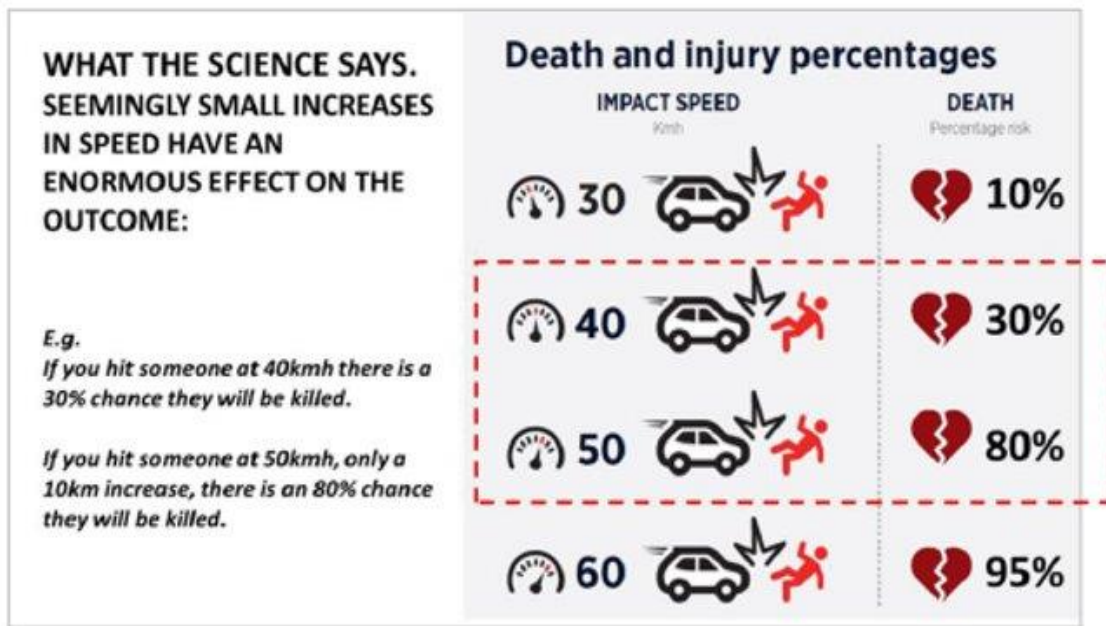 WHAT THE SCIENCE SAYS.
SEEMINGLY SMALL INCREASES
IN SPEED HAVE AN
ENORMOUS EFFECT ON THE
OUTCOME:
E.g.
If you hit someone at 40kmh there is a
30% chance they will be killed.
If you hit someone at 50kmh, only a
10km increase, there is an 80% chance
they will be killed.
Death and injury percentages
IMPACT SPEED DEATH
Kmh Percentage risk
30 10%
40 30%
50 80%
60 95%